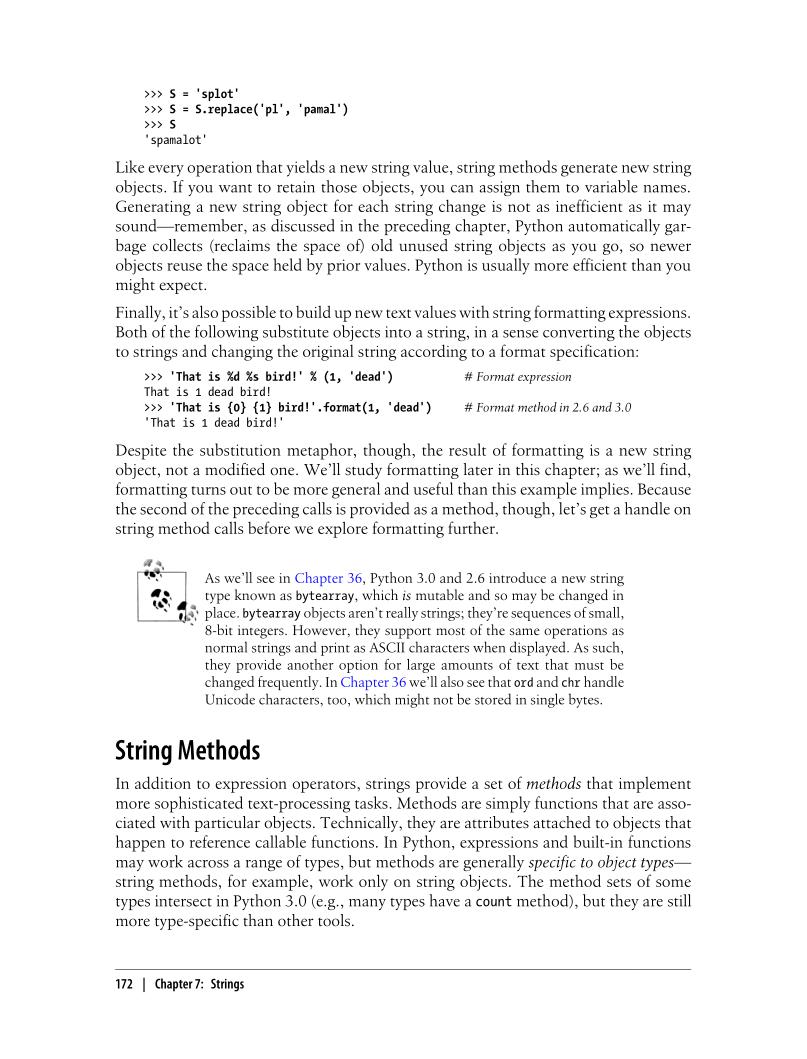 >>> S = 'splot'
>>> S = S.replace('pl', 'pamal')
>>> S
'spamalot'
Like every operation that yields a new string value, string methods generate new string
objects. If you want to retain those objects, you can assign them to variable names.
Generating a new string object for each string change is not as inefficient as it may
sound—remember, as discussed in the preceding chapter, Python automatically gar-
bage collects (reclaims the space of) old unused string objects as you go, so newer
objects reuse the space held by prior values. Python is usually more efficient than you
might expect.
Finally, it's also possible to build up new text values with string formatting expressions.
Both of the following substitute objects into a string, in a sense converting the objects
to strings and changing the original string according to a format specification:
>>> 'That is %d %s bird!' % (1, 'dead') # Format expression
That is 1 dead bird!
>>> 'That is {0} {1} bird!'.format(1, 'dead') # Format method in 2.6 and 3.0
'That is 1 dead bird!'
Despite the substitution metaphor, though, the result of formatting is a new string
object, not a modified one. We'll study formatting later in this chapter; as we'll find,
formatting turns out to be more general and useful than this example implies. Because
the second of the preceding calls is provided as a method, though, let's get a handle on
string method calls before we explore formatting further.
As we'll see in Chapter 36, Python 3.0 and 2.6 introduce a new string
type known as bytearray, which is mutable and so may be changed in
place. bytearray objects aren't really strings; they're sequences of small,
8-bit integers. However, they support most of the same operations as
normal strings and print as ASCII characters when displayed. As such,
they provide another option for large amounts of text that must be
changed frequently. In Chapter 36 we'll also see that ord and chr handle
Unicode characters, too, which might not be stored in single bytes.
String Methods
In addition to expression operators, strings provide a set of methods that implement
more sophisticated text-processing tasks. Methods are simply functions that are asso-
ciated with particular objects. Technically, they are attributes attached to objects that
happen to reference callable functions. In Python, expressions and built-in functions
may work across a range of types, but methods are generally specific to object types—
string methods, for example, work only on string objects. The method sets of some
types intersect in Python 3.0 (e.g., many types have a count method), but they are still
more type-specific than other tools.
172 | Chapter 7: Strings